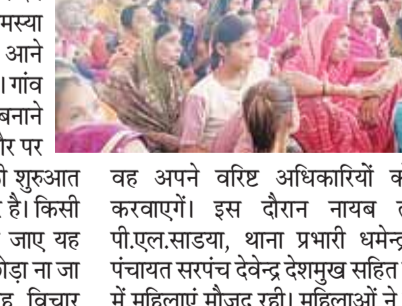 मस्या
आने
। गांव
बनाने
पर
शुरुआत
है। किसी
जाए यह
ना जा
विचार
वह अपने वरिष्ट अधिकारियों
करवाएगें। इस दौरान नायब
पी.एल.साडया, थाना प्रभारी धमेन्द्र
पंचायत सरपंच देवेन्द्र देशमुख सहित
में महिलाएं मौजूद रही। महिलाओं ने